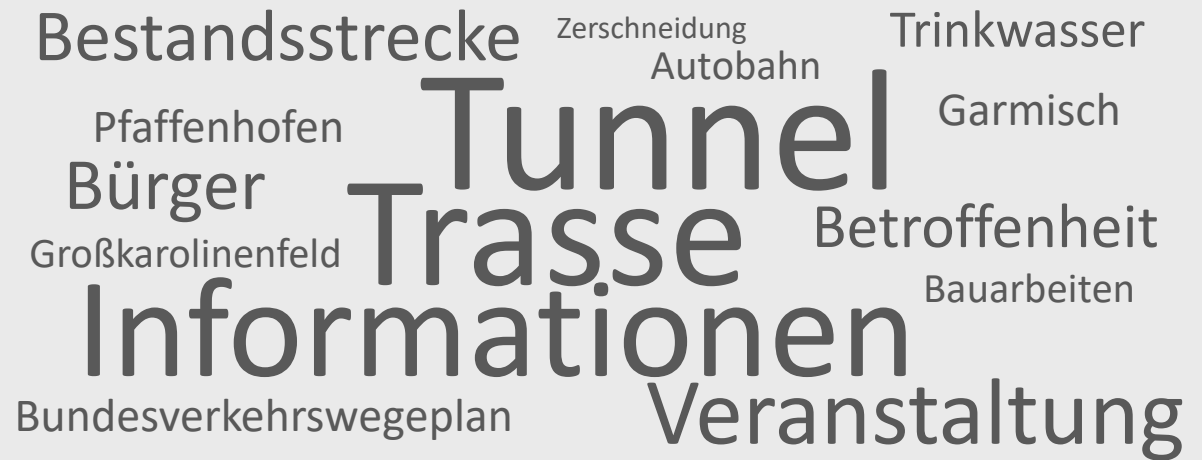 Bestandsstrecke
Zerschneidung
Trinkwasser
Autobahn
Tunnel
Garmisch
Pfaffenhofen
Bürger
Trasse
Betroffenheit
Großkarolinenfeld
Bauarbeiten
Informationen
Veranstaltung
Bundesverkehrswegeplan